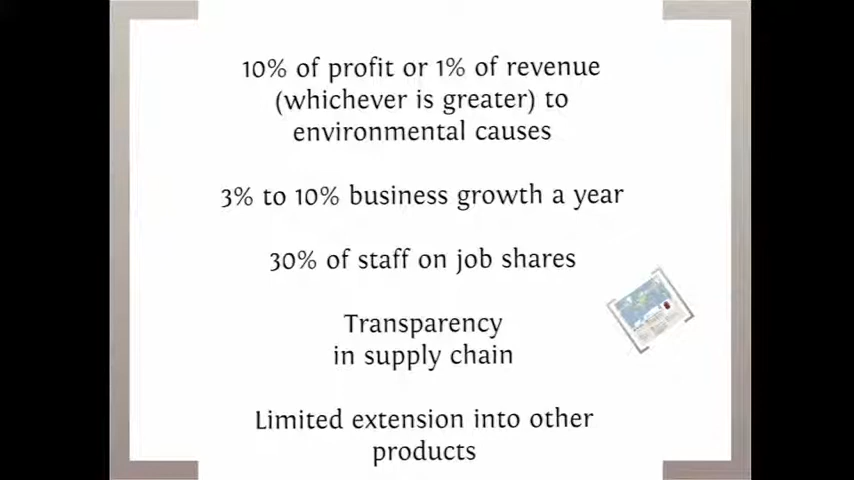 10% of profit or 1% of revenue
(whichever is greater) to
environmental causes
3% to 10% business growth a year
30% of staff on job shares
Transparency
in supply chain
Limited extension into other
products